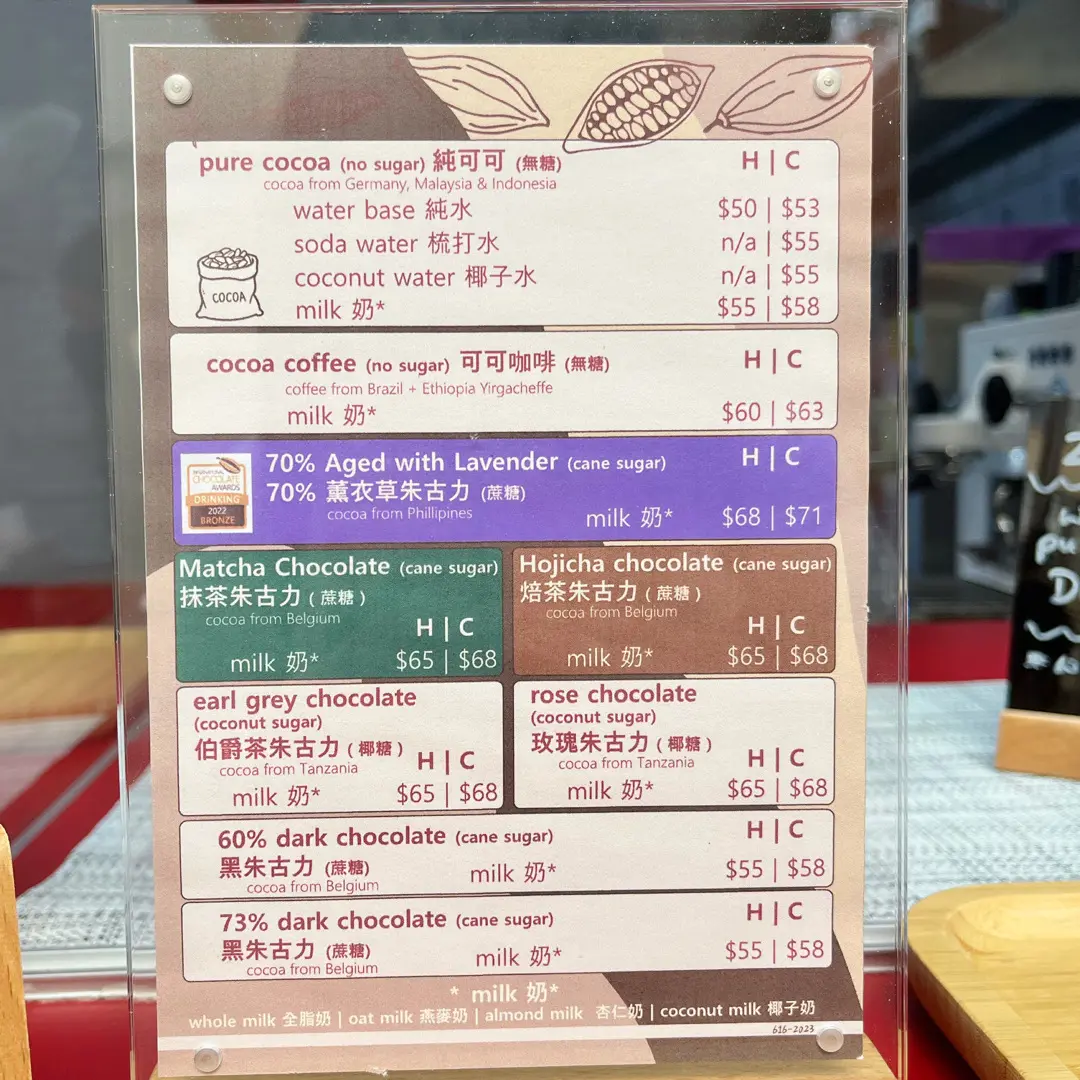 pure cocoa (no sugar) 純可可 (無糖) H | C
cocoa from Germany, Malaysia & Indonesia
water base 純水 $50 | $53
soda water 梳打水 n/a | $55
coconut water 椰子水 n/a | $55
COCOA
milk 奶* $55 | $58
cocoa coffee (no sugar) 可可咖啡 (無糖) H | C
coffee from Brazil + Ethiopia Yirgacheffe
milk 奶* $60 | $63
INTERNATIONAL
CHOCOLATE
AWARDS
DRINKING
2022
BRONZE
70% Aged with Lavender (cane sugar) H | C
70% 薰衣草朱古力 (蔗糖)
cocoa from Phillipines milk 奶* $68 | $71
Matcha Chocolate (cane sugar)
抹茶朱古力 ( 蔗糖 )
cocoa from Belgium
H | C
milk 奶* $65 | $68
Hojicha chocolate (cane sugar)
焙茶朱古力 ( 蔗糖 )
cocoa from Belgium
H | C
milk 奶* $65 | $68
earl grey chocolate
(coconut sugar)
伯爵茶朱古力 ( 椰糖 )
cocoa from Tanzania H | C
milk 奶* $65 | $68
rose chocolate
(coconut sugar)
玫瑰朱古力 ( 椰糖 )
cocoa from Tanzania H | C
milk 奶* $65 | $68
60% dark chocolate (cane sugar) H | C
黑朱古力 (蔗糖) milk 奶* $55 | $58
cocoa from Belgium
73% dark chocolate (cane sugar) H | C
黑朱古力 (蔗糖) milk 奶* $55 | $58
cocoa from Belgium
* milk 奶*
whole milk 全脂奶 | oat milk 燕麥奶 | almond milk 杏仁奶 | coconut milk 椰子奶
616-2023